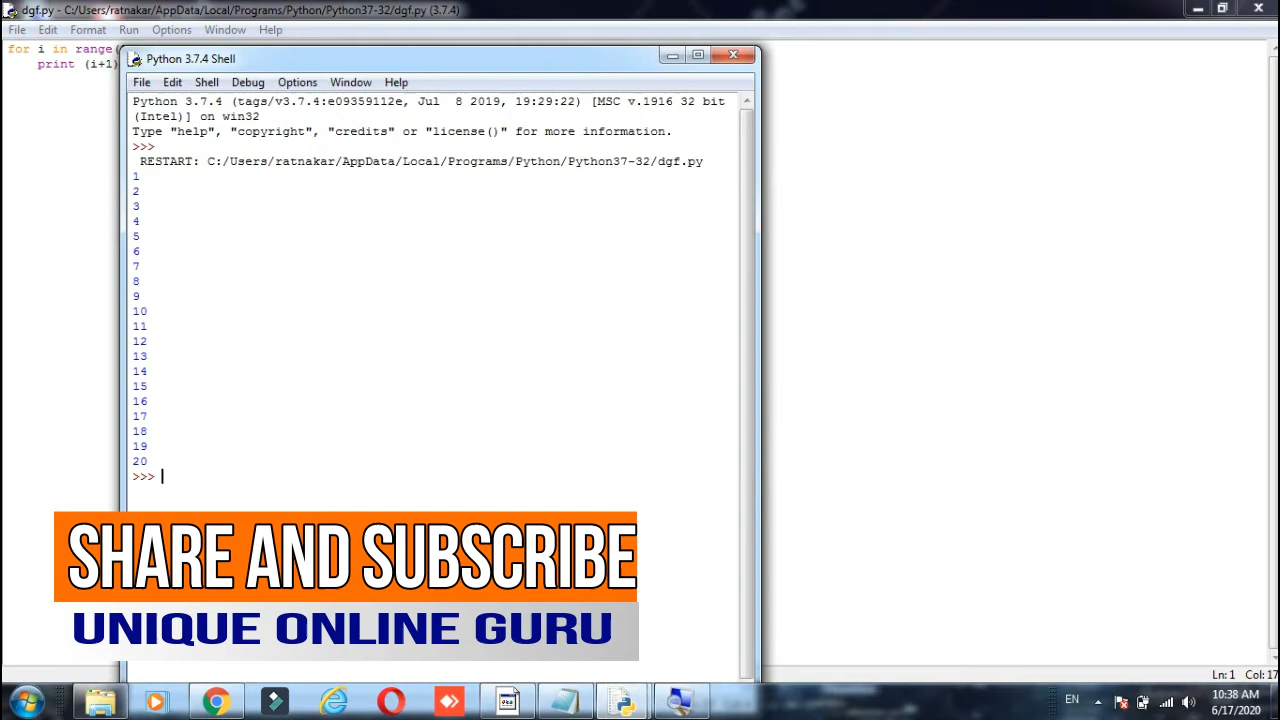 dgf.py - C:/Users/ratnakar/AppData/Local/Programs/Python/Python37-32/dgf.py (3.7.4)
File Edit Format Run Options Window Help
for i in range(
print (i+1)
Python 3.7.4 Shell
File Edit Shell Debug Options Window Help
Python 3.7.4 (tags/v3.7.4:e09359112e, Jul 8 2019, 19:29:22) [MSC v.1916 32 bit
(Intel)] on win32
Type "help", "copyright", "credits" or "license()" for more information.
>>>
RESTART: C:/Users/ratnakar/AppData/Local/Programs/Python/Python37-32/dgf.py
1
2
3
4
5
6
7
8
9
10
11
12
13
14
15
16
17
18
19
20
>>>
SHARE AND SUBSCRIBE
UNIQUE ONLINE GURU
Ln: 1 Col: 17
EN
10:38 AM
6/17/2020